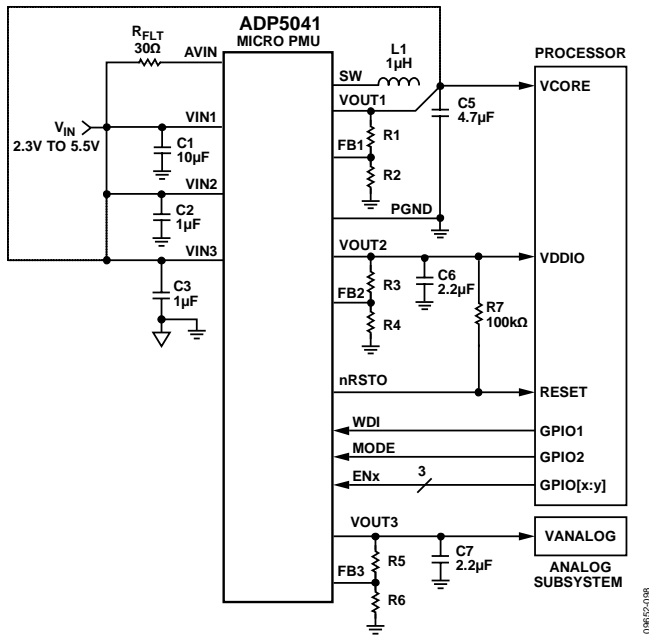 ADP5041
MICRO PMU
RFLT
30Ω
AVIN
VIN
2.3V TO 5.5V
VIN1
C1
10µF
VIN2
C2
1µF
VIN3
C3
1µF
SW
L1
1µH
VOUT1
R1
FB1
R2
C5
4.7µF
PGND
VOUT2
R3
C6
2.2µF
FB2
R4
R7
100kΩ
nRSTO
WDI
MODE
ENx
3
VOUT3
R5
C7
2.2µF
FB3
R6
PROCESSOR
VCORE
VDDIO
RESET
GPIO1
GPIO2
GPIO[x:y]
VANALOG
ANALOG
SUBSYSTEM
09652-098